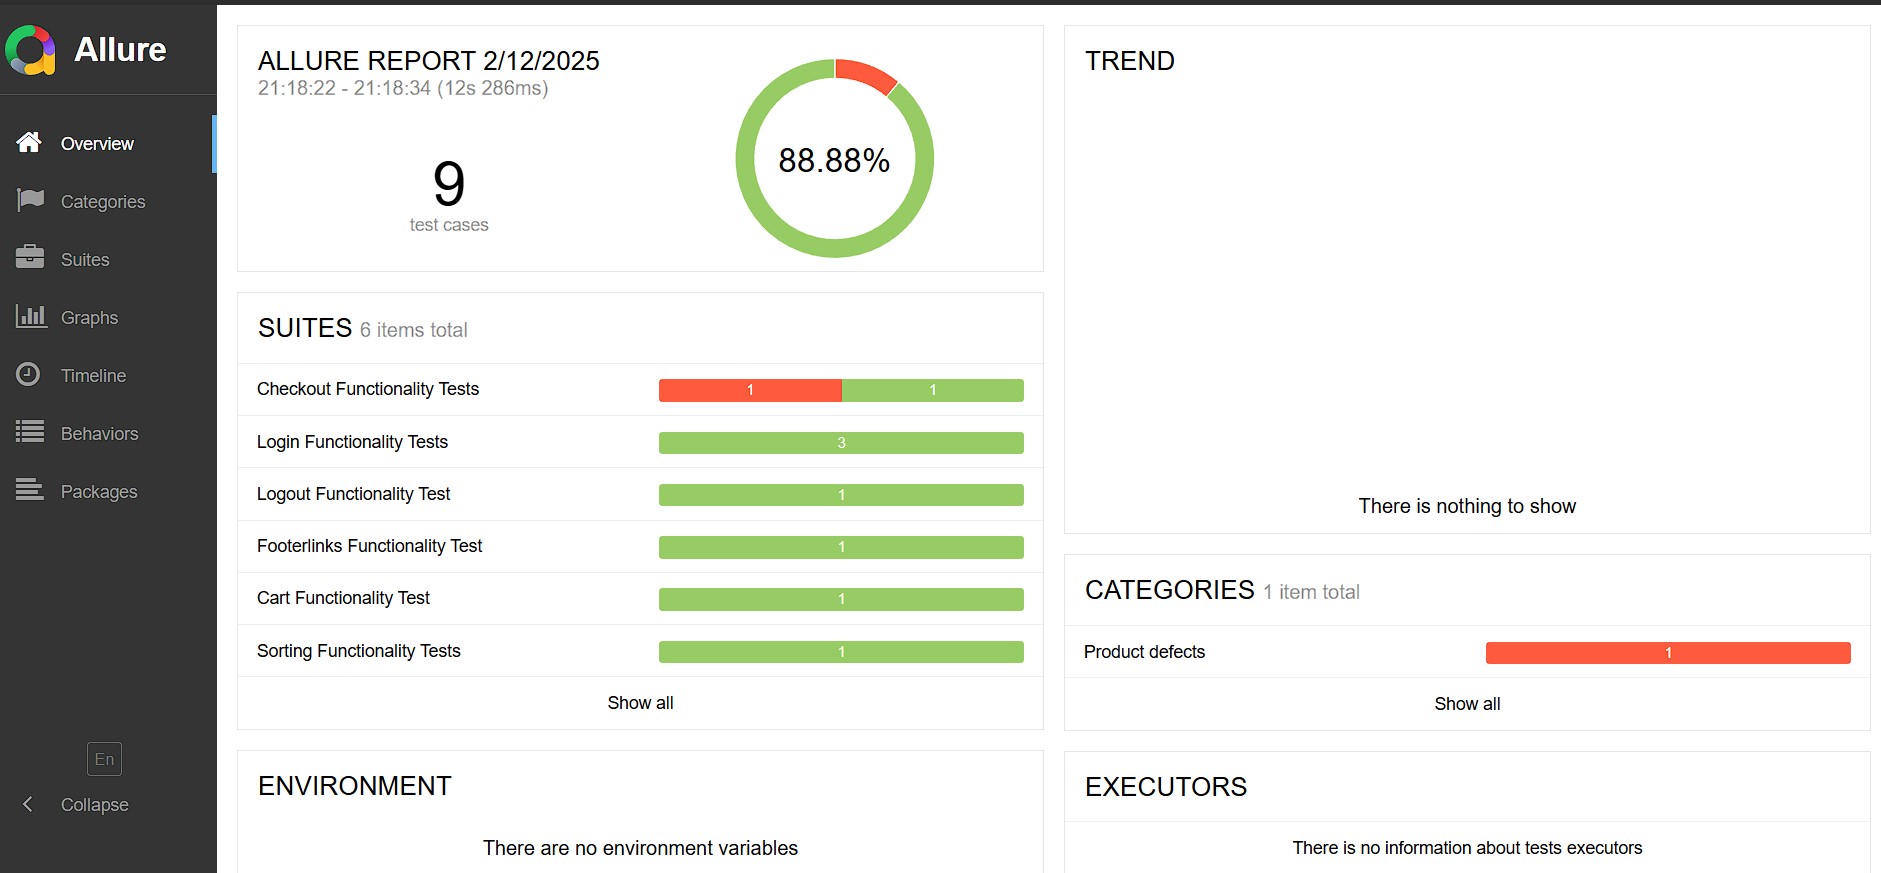 Allure
Overview
Categories
Suites
Graphs
Timeline
Behaviors
Packages
En
Collapse
ALLURE REPORT 2/12/2025
21:18:22 - 21:18:34 (12s 286ms)
9
test cases
88.88%
SUITES 6 items total
Checkout Functionality Tests 1 1
Login Functionality Tests 3
Logout Functionality Test 1
Footerlinks Functionality Test 1
Cart Functionality Test 1
Sorting Functionality Tests 1
Show all
ENVIRONMENT
There are no environment variables
TREND
There is nothing to show
CATEGORIES 1 item total
Product defects 1
Show all
EXECUTORS
There is no information about tests executors